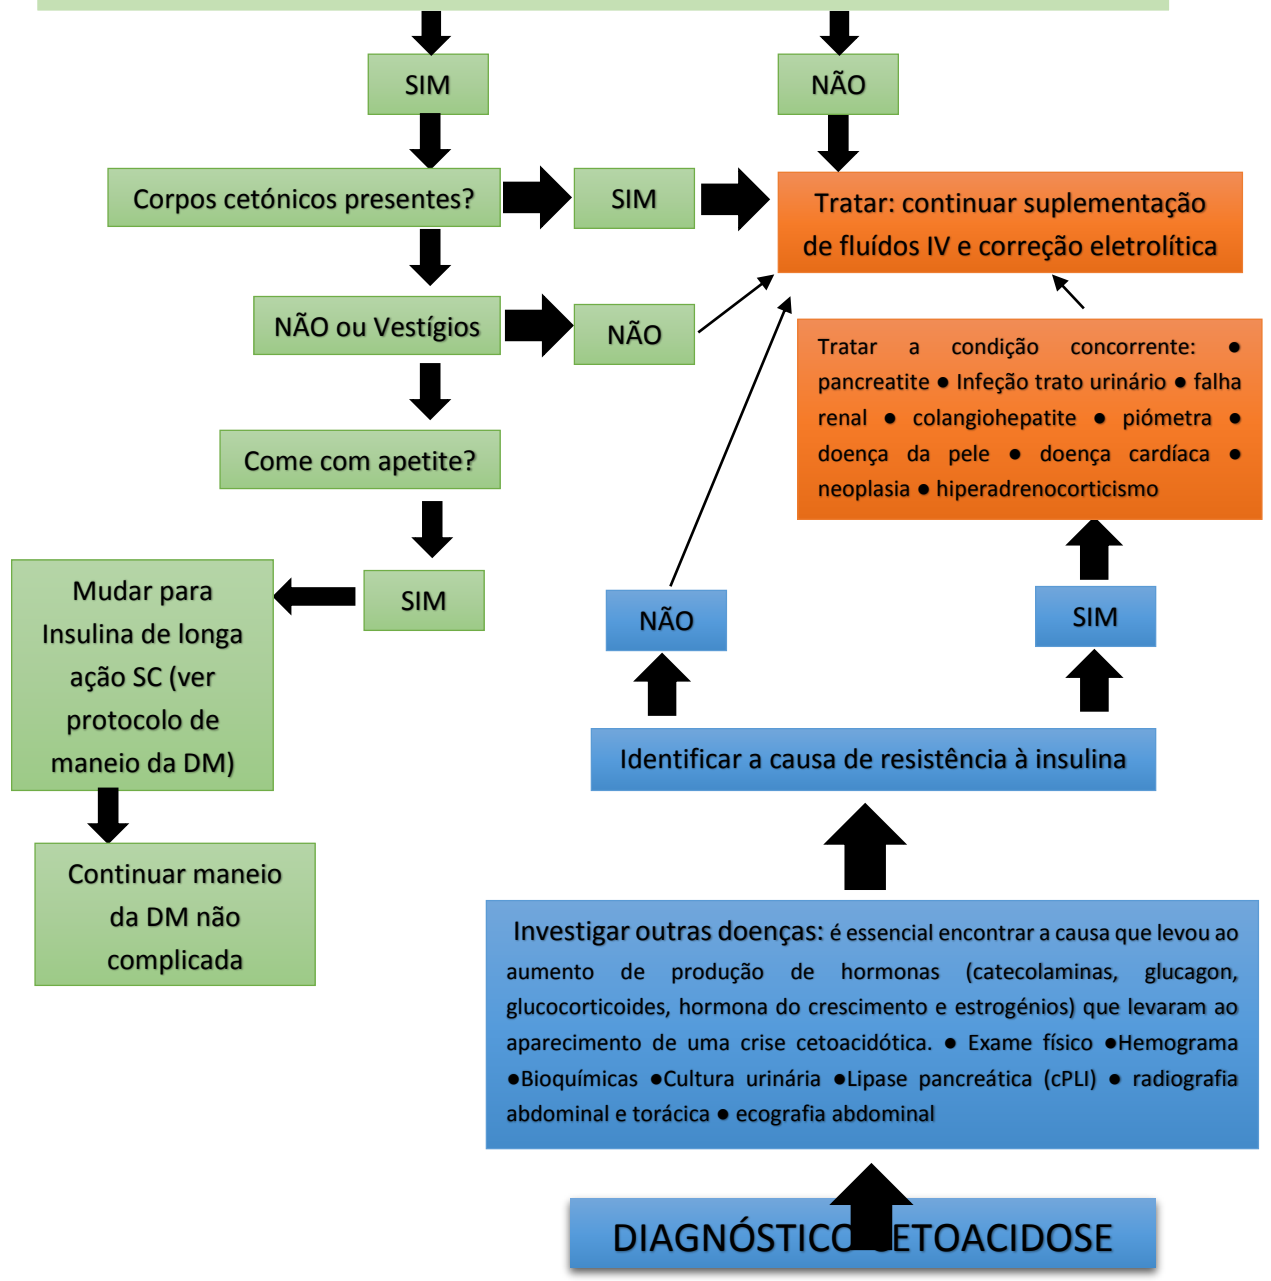 SIM
NÃO
Corpos cetónicos presentes?
SIM
Tratar: continuar suplementação
de fluídos IV e correção eletrolítica
NÃO ou Vestígios
NÃO
Tratar a condição concorrente: ●
pancreatite ● Infeção trato urinário ● falha
renal ● colangiohepatite ● piómetra ●
doença da pele ● doença cardíaca ●
neoplasia ● hiperadrenocorticismo
Come com apetite?
SIM
Mudar para
Insulina de longa
ação SC (ver
protocolo de
maneio da DM)
NÃO
SIM
Identificar a causa de resistência à insulina
Continuar maneio
da DM não
complicada
Investigar outras doenças: é essencial encontrar a causa que levou ao
aumento de produção de hormonas (catecolaminas, glucagon,
glucocorticoides, hormona do crescimento e estrogénios) que levaram ao
aparecimento de uma crise cetoacidótica. ● Exame físico ●Hemograma
●Bioquímicas ●Cultura urinária ●Lipase pancreática (cPLI) ● radiografia
abdominal e torácica ● ecografia abdominal
DIAGNÓSTICO CETOACIDOSE